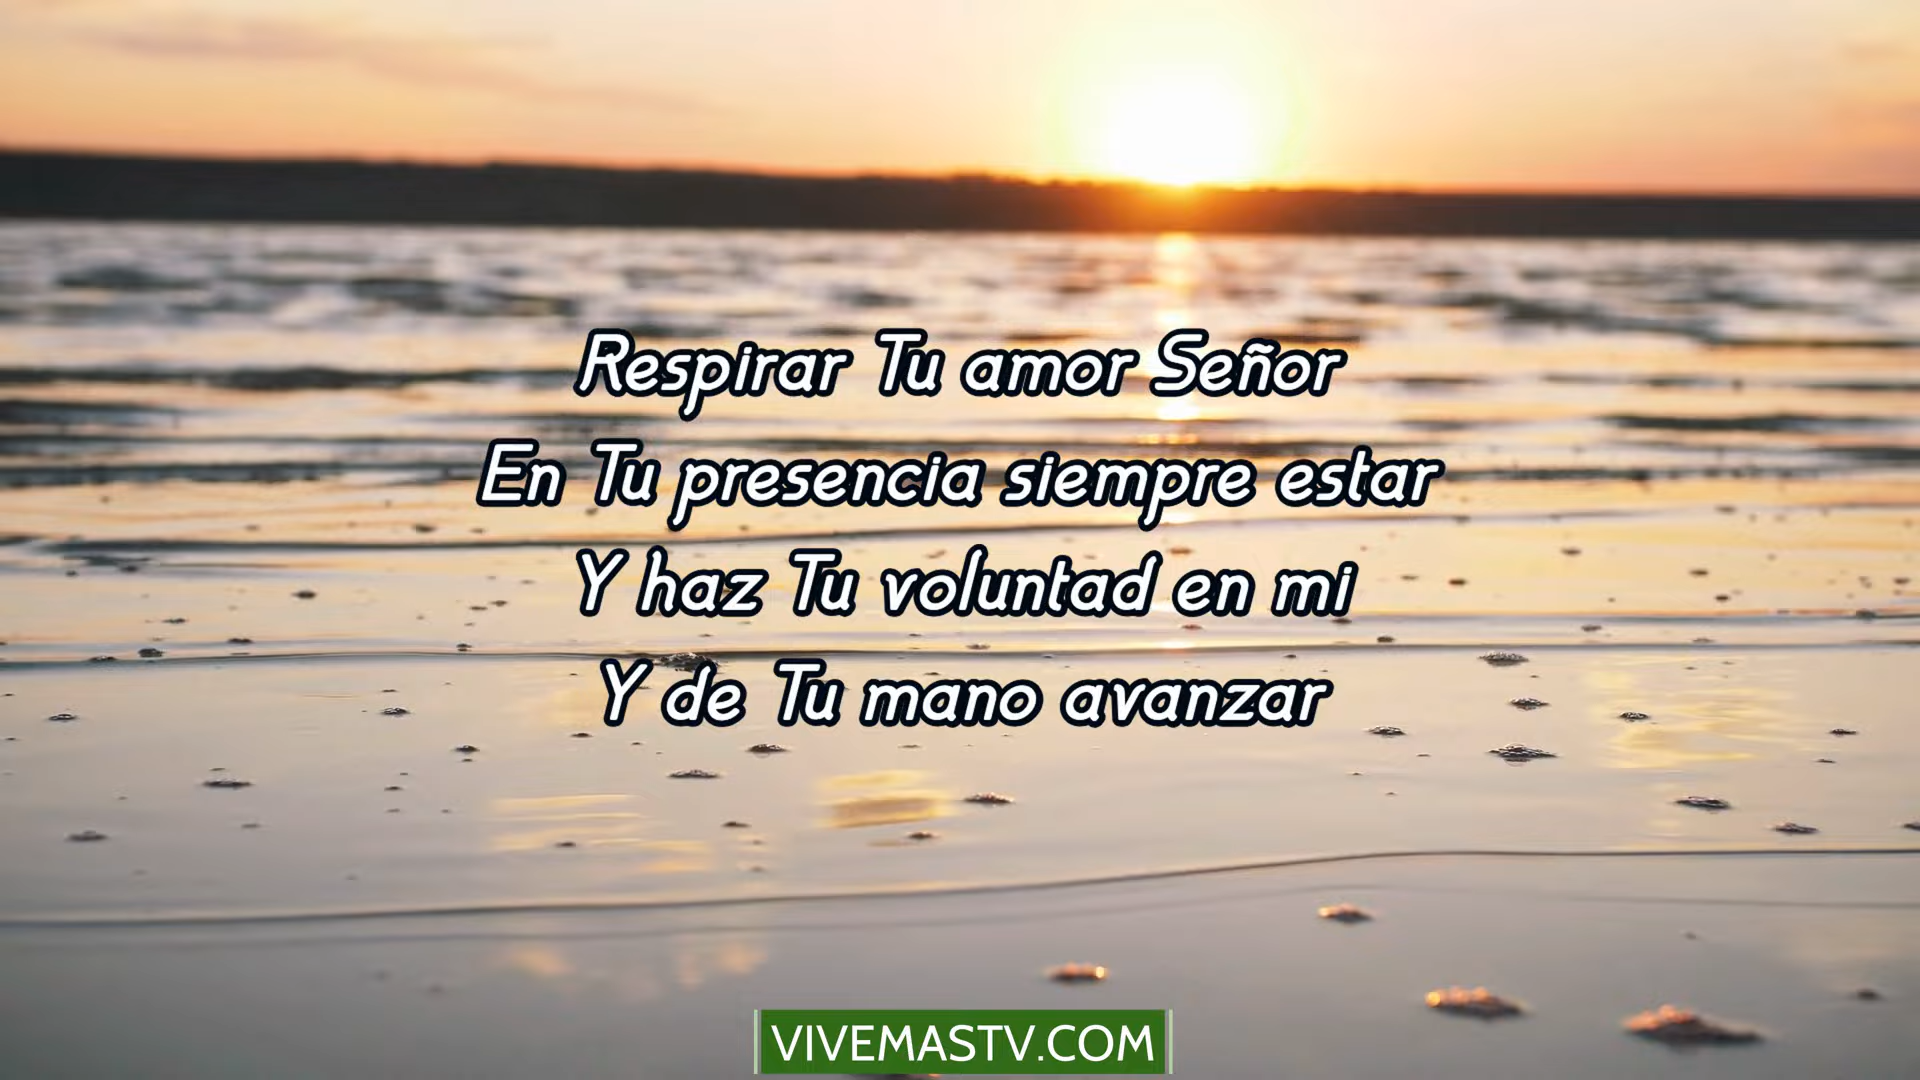 Respirar Tu amor Señor
En Tu presencia siempre estar
Y haz Tu voluntad en mi
Y de Tu mano avanzar
VIVEMASTV.COM